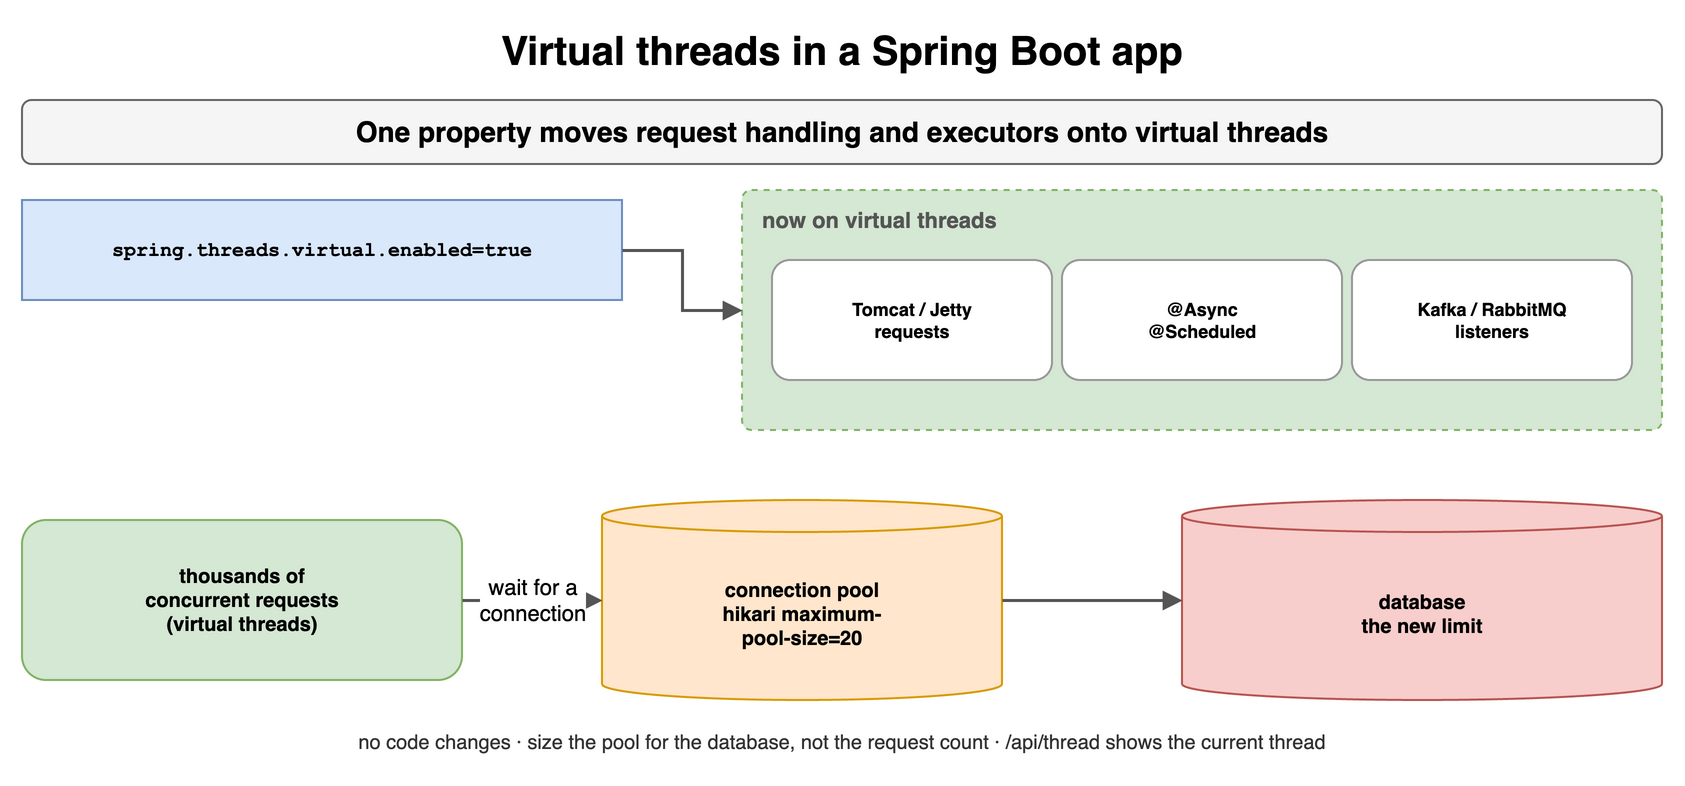 Virtual threads in a Spring Boot app
One property moves request handling and executors onto virtual threads
spring.threads.virtual.enabled=true
now on virtual threads
Tomcat / Jetty
requests
@Async
@Scheduled
Kafka / RabbitMQ
listeners
thousands of
concurrent requests
(virtual threads)
wait for a
connection
connection pool
hikari maximum-
pool-size=20
database
the new limit
no code changes · size the pool for the database, not the request count · /api/thread shows the current thread